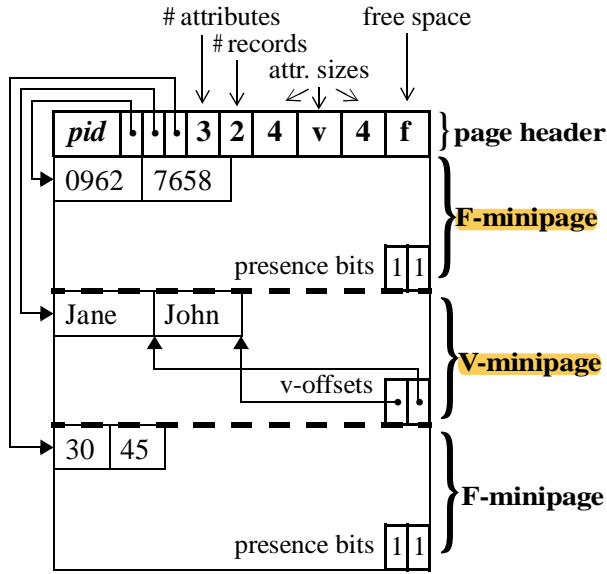 # attributes
# records
free space
attr. sizes
pid 3 2 4 v 4 f
page header
0962 7658
F-minipage
presence bits 1 1
Jane John
V-minipage
v-offsets
30 45
F-minipage
presence bits 1 1